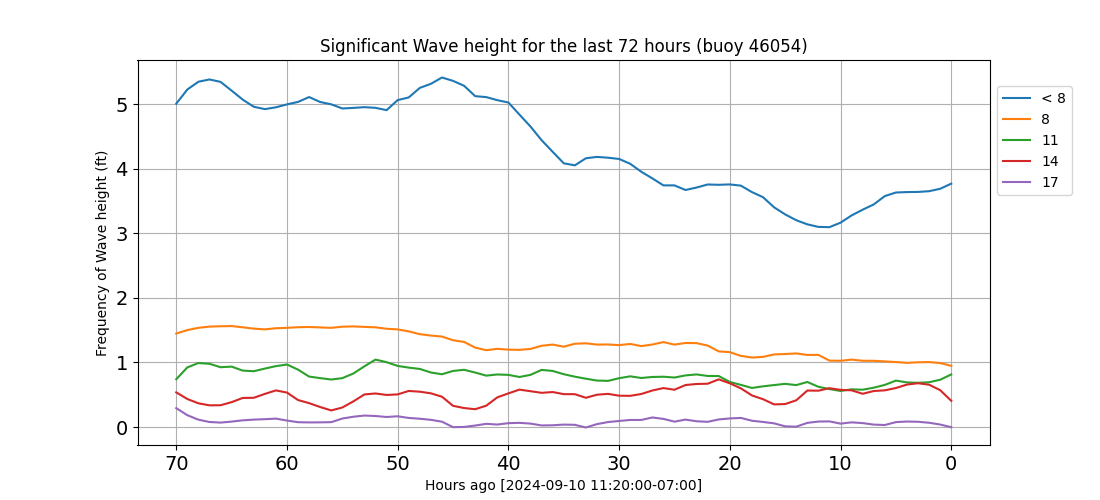 Significant Wave height for the last 72 hours (buoy 46054)
Frequency of Wave height (ft)
5
4
3
2
1
0
70 60 50 40 30 20 10 0
Hours ago [2024-09-10 11:20:00-07:00]
< 8
8
11
14
17